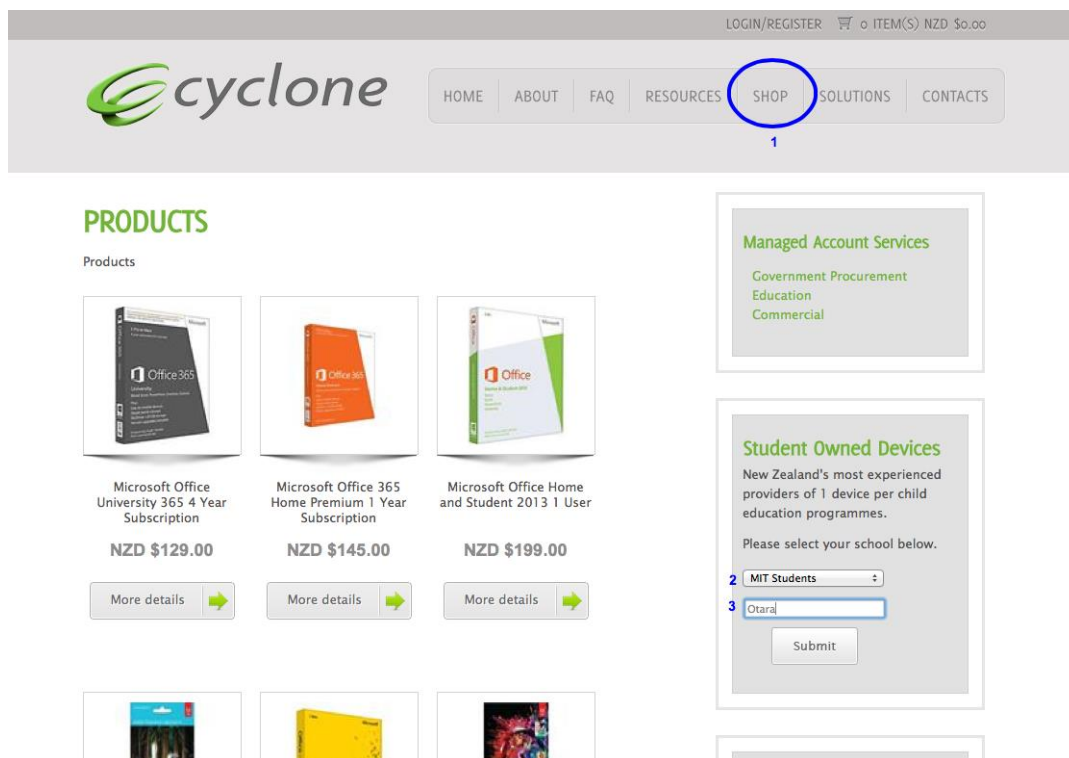 LOGIN/REGISTER 0 ITEM(S) NZD $0.00
cyclone
HOME ABOUT FAQ RESOURCES SHOP SOLUTIONS CONTACTS
1
PRODUCTS
Products
Office 365
University
Office 365
Office
Microsoft Office
University 365 4 Year
Subscription
NZD $129.00
More details
Microsoft Office 365
Home Premium 1 Year
Subscription
NZD $145.00
More details
Microsoft Office Home
and Student 2013 1 User
NZD $199.00
More details
Managed Account Services
Government Procurement
Education
Commercial
Student Owned Devices
New Zealand's most experienced
providers of 1 device per child
education programmes.
Please select your school below.
2 MIT Students
3 Otara
Submit